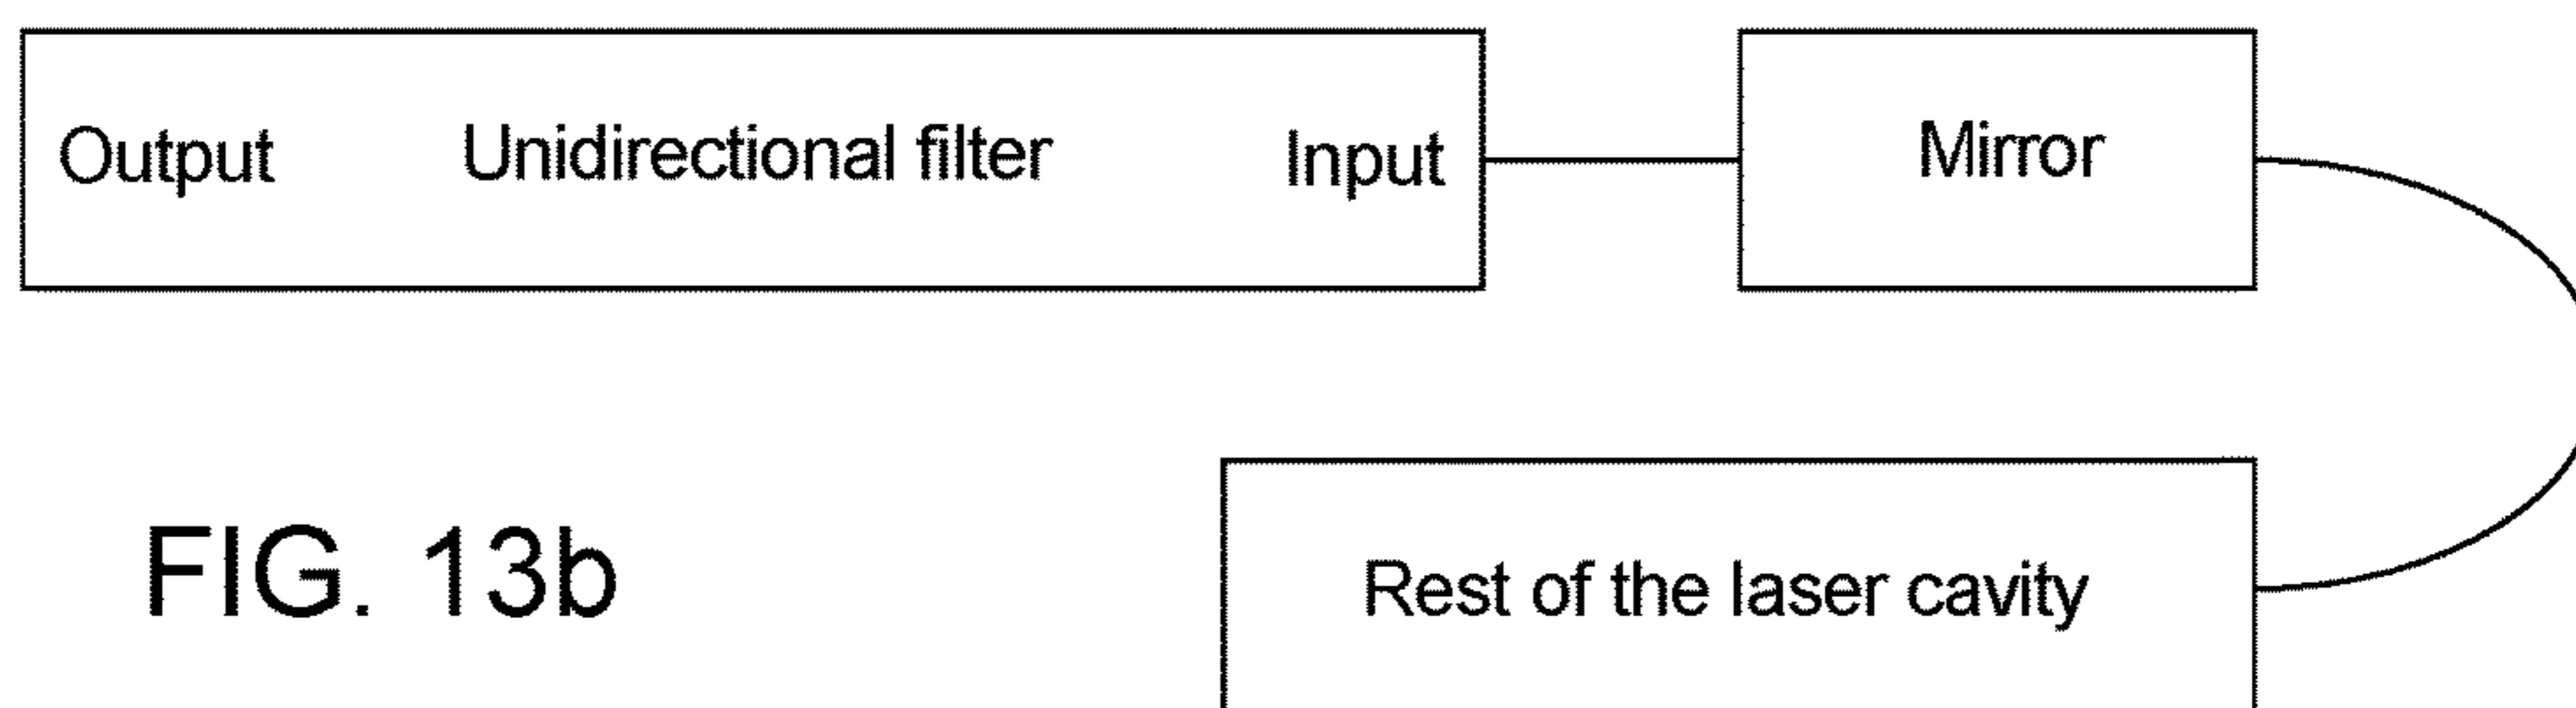 Output Unidirectional filter Input
Mirror
Rest of the laser cavity
FIG. 13b